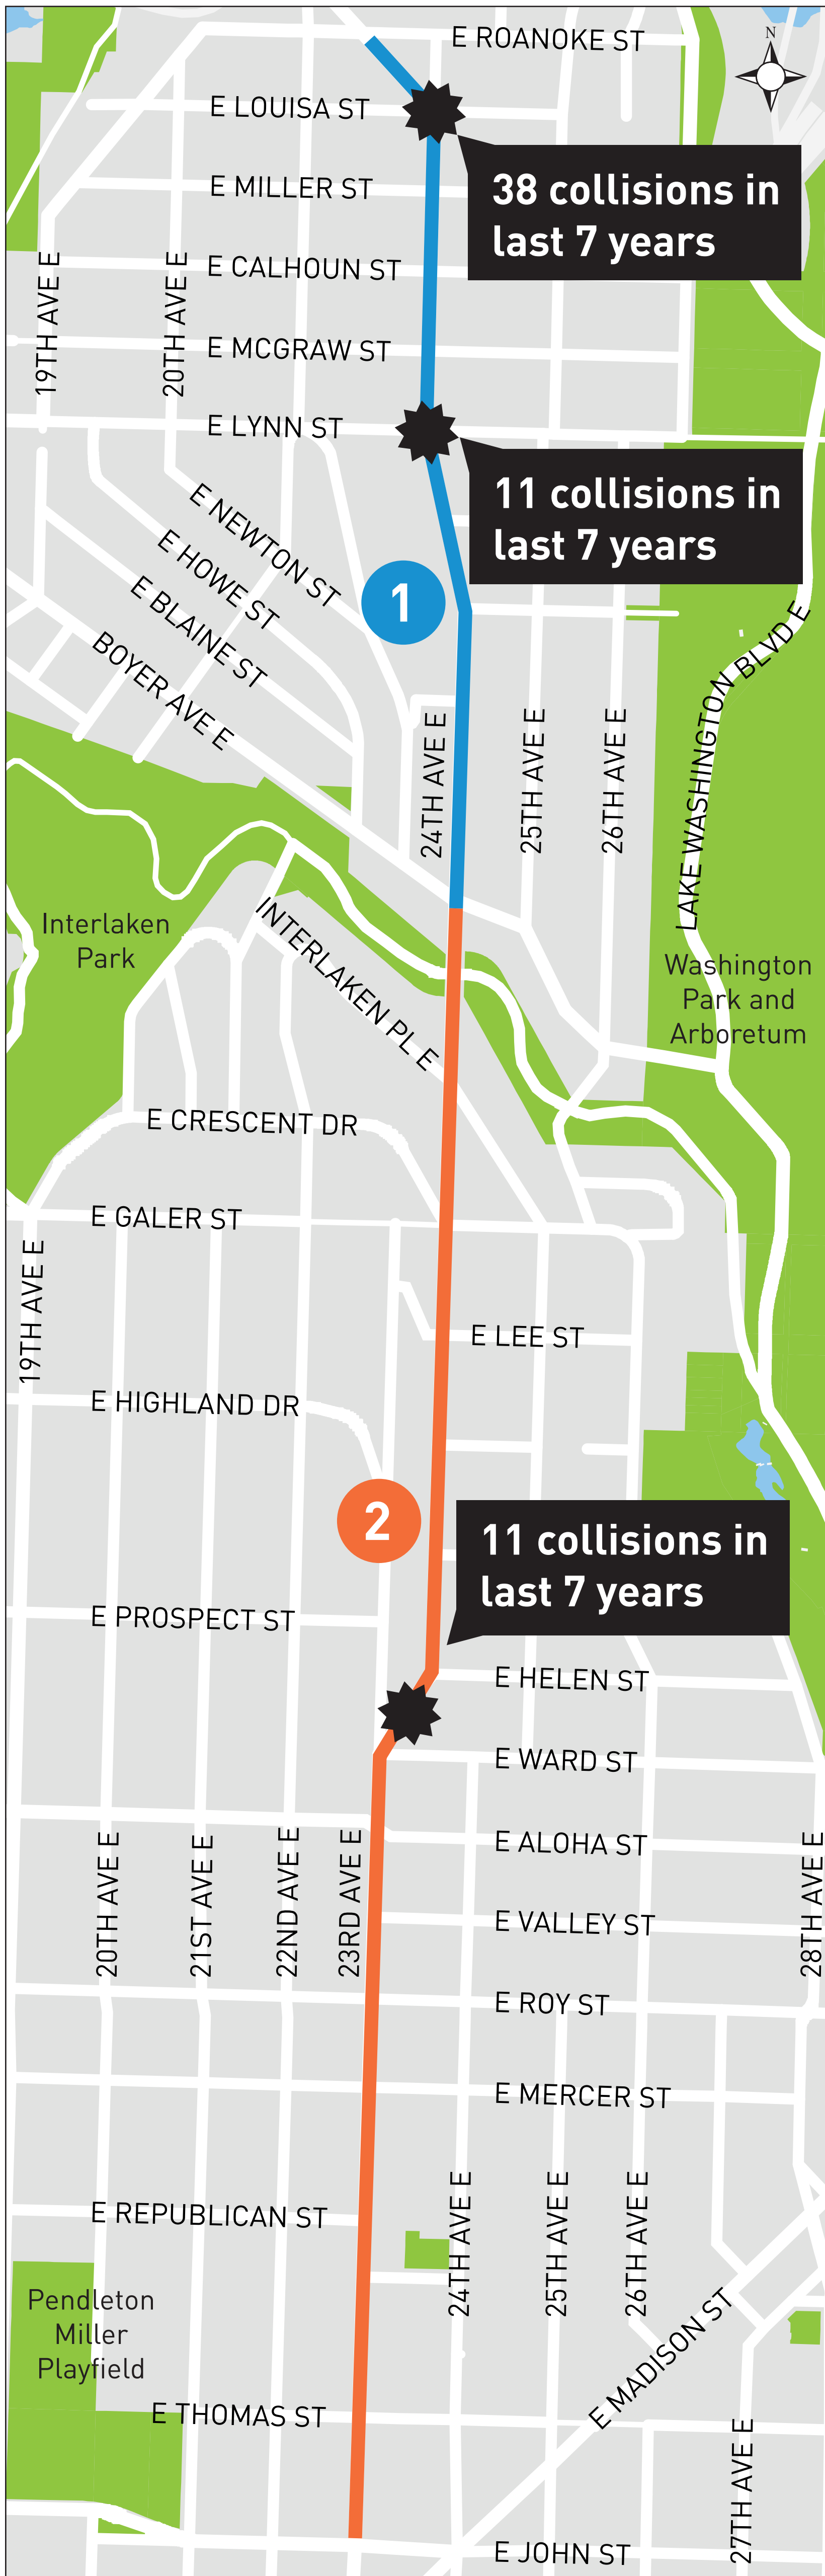 N
E ROANOKE ST
E LOUISA ST
38 collisions in
last 7 years
E MILLER ST
E CALHOUN ST
19TH AVE E
20TH AVE E
E MCGRAW ST
E LYNN ST
11 collisions in
last 7 years
E NEWTON ST
E HOWE ST
E BLAINE ST
BOYER AVE E
1
LAKE WASHINGTON BLVD E
24TH AVE E
25TH AVE E
26TH AVE E
Interlaken
Park
INTERLAKEN PL E
Washington
Park and
Arboretum
E CRESCENT DR
E GALER ST
19TH AVE E
E LEE ST
E HIGHLAND DR
2
11 collisions in
last 7 years
E PROSPECT ST
E HELEN ST
E WARD ST
E ALOHA ST
20TH AVE E
21ST AVE E
22ND AVE E
23RD AVE E
28TH AVE E
E VALLEY ST
E ROY ST
E MERCER ST
E REPUBLICAN ST
24TH AVE E
25TH AVE E
26TH AVE E
Pendleton
Miller
Playfield
E MADISON ST
E THOMAS ST
27TH AVE E
E JOHN ST